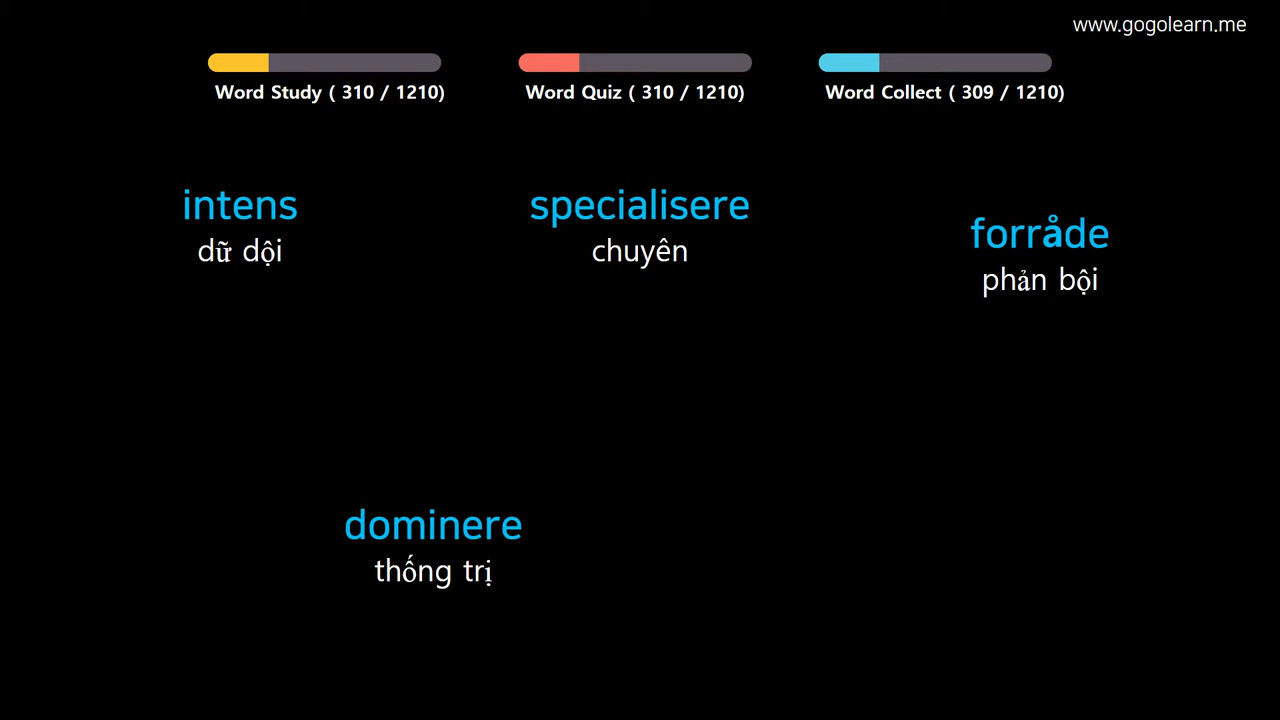 www.gogolearn.me
Word Study ( 310 / 1210)
Word Quiz ( 310 / 1210)
Word Collect ( 309 / 1210)
intens
dữ dội
specialisere
chuyên
forråde
phản bội
dominere
thống trị